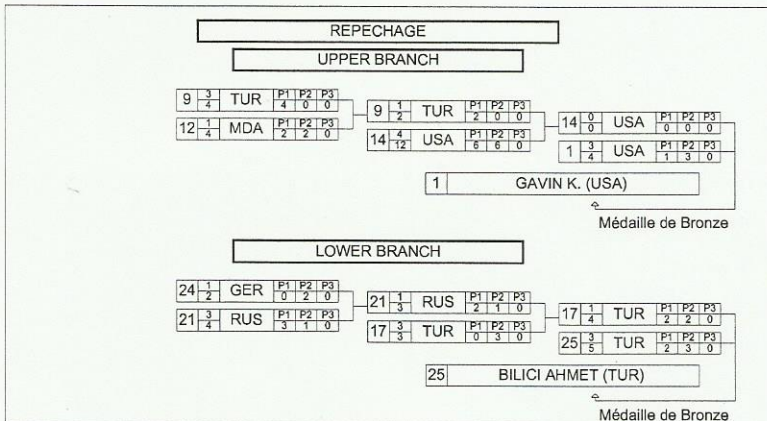 REPECHAGE
UPPER BRANCH
9 3 4 TUR P1 P2 P3 4 0 0
12 1 4 MDA P1 P2 P3 2 2 0
9 1 2 TUR P1 P2 P3 2 0 0
14 4 12 USA P1 P2 P3 6 6 0
14 0 0 USA P1 P2 P3 0 0 0
1 3 4 USA P1 P2 P3 1 3 0
1 GAVIN K. (USA)
Médaille de Bronze
LOWER BRANCH
24 1 2 GER P1 P2 P3 0 2 0
21 3 4 RUS P1 P2 P3 3 1 0
21 1 3 RUS P1 P2 P3 2 1 0
17 3 3 TUR P1 P2 P3 0 3 0
17 1 4 TUR P1 P2 P3 2 2 0
25 3 5 TUR P1 P2 P3 2 3 0
25 BILICI AHMET (TUR)
Médaille de Bronze